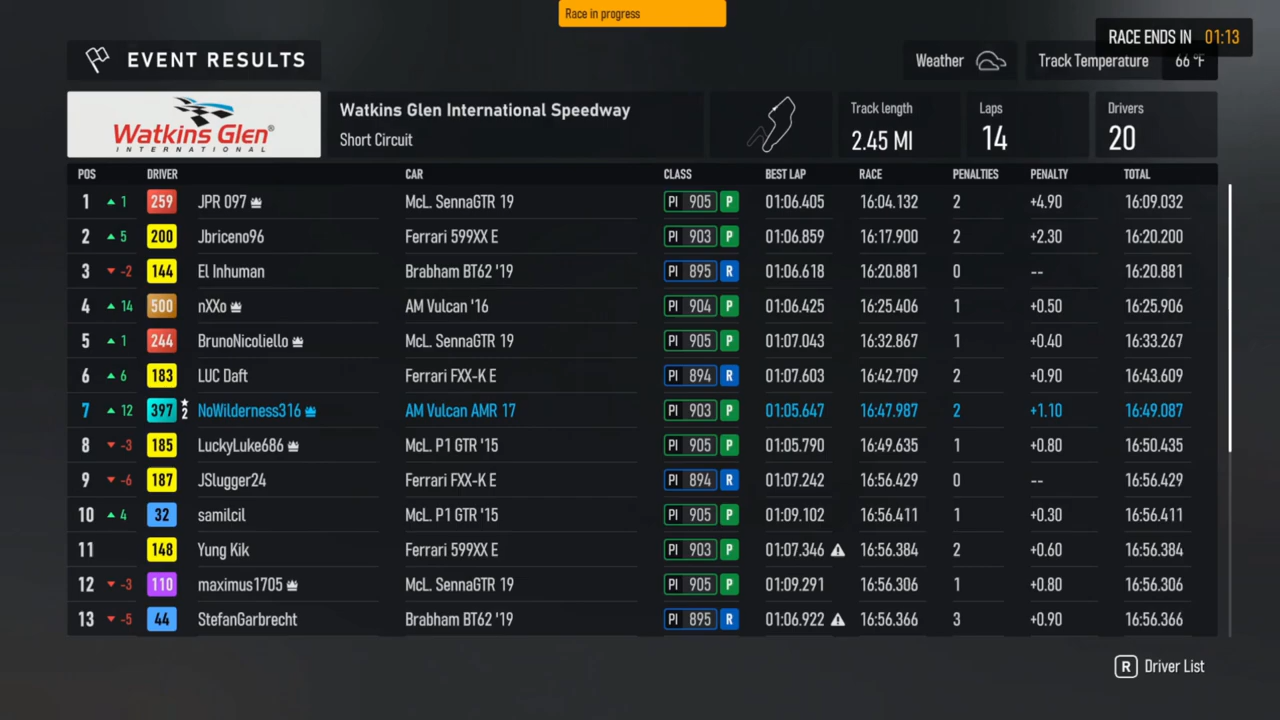 Race in progress
RACE ENDS IN 01:13
EVENT RESULTS
Weather
Track Temperature 66 °F
Watkins Glen®
INTERNATIONAL
Watkins Glen International Speedway
Short Circuit
Track length
2.45 MI
Laps
14
Drivers
20
POS DRIVER CAR CLASS BEST LAP RACE PENALTIES PENALTY TOTAL
1 1 259 JPR 097 McL. SennaGTR 19 PI 905 P 01:06.405 16:04.132 2 +4.90 16:09.032
2 5 200 Jbriceno96 Ferrari 599XX E PI 903 P 01:06.859 16:17.900 2 +2.30 16:20.200
3 -2 144 El Inhuman Brabham BT62 '19 PI 895 R 01:06.618 16:20.881 0 -- 16:20.881
4 14 500 nXXo AM Vulcan '16 PI 904 P 01:06.425 16:25.406 1 +0.50 16:25.906
5 1 244 BrunoNicoliello McL. SennaGTR 19 PI 905 P 01:07.043 16:32.867 1 +0.40 16:33.267
6 6 183 LUC Daft Ferrari FXX-K E PI 894 R 01:07.603 16:42.709 2 +0.90 16:43.609
7 12 397 2 NoWilderness316 AM Vulcan AMR 17 PI 903 P 01:05.647 16:47.987 2 +1.10 16:49.087
8 -3 185 LuckyLuke686 McL. P1 GTR '15 PI 905 P 01:05.790 16:49.635 1 +0.80 16:50.435
9 -6 187 JSlugger24 Ferrari FXX-K E PI 894 R 01:07.242 16:56.429 0 -- 16:56.429
10 4 32 samilcil McL. P1 GTR '15 PI 905 P 01:09.102 16:56.411 1 +0.30 16:56.411
11 148 Yung Kik Ferrari 599XX E PI 903 P 01:07.346 16:56.384 2 +0.60 16:56.384
12 -3 110 maximus1705 McL. SennaGTR 19 PI 905 P 01:09.291 16:56.306 1 +0.80 16:56.306
13 -5 44 StefanGarbrecht Brabham BT62 '19 PI 895 R 01:06.922 16:56.366 3 +0.90 16:56.366
R Driver List